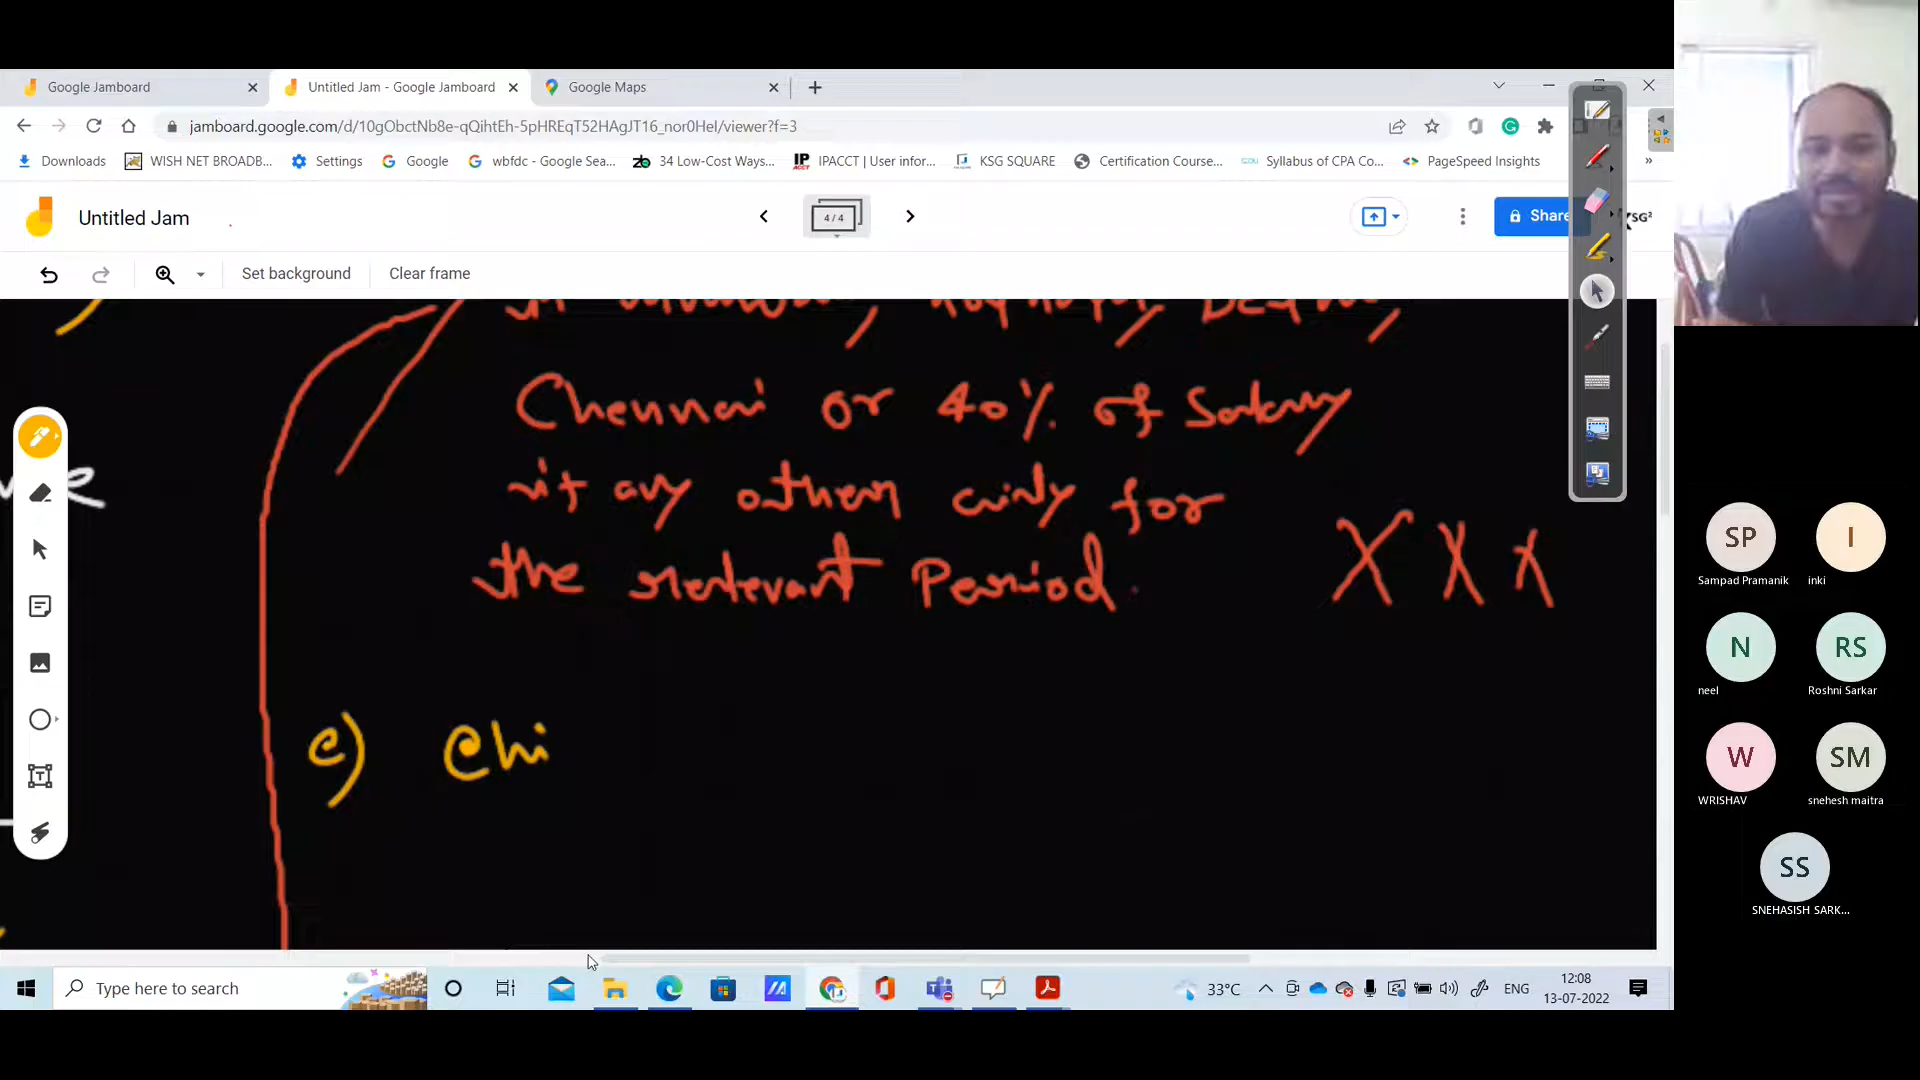 Google Jamboard
Untitled Jam - Google Jamboard
Google Maps
jamboard.google.com/d/10gObctNb8e-qQihtEh-5pHREqT52HAgJT16_nor0HeI/viewer?f=3
Downloads WISH NET BROADB... Settings Google wbfdc - Google Sea... 34 Low-Cost Ways... IPACCT | User infor... KSG SQUARE Certification Course... Syllabus of CPA Co... PageSpeed Insights »
Untitled Jam
4 / 4
Share
Set background
Clear frame
Chennai or 40% of Salary
any other city for
the relevant Period.
X X X
c) Chi
SP
Sampad Pramanik
I
inki
N
neel
RS
Roshni Sarkar
W
WRISHAV
SM
snehesh maitra
SS
SNEHASISH SARK...
Type here to search
33°C
ENG
12:08
13-07-2022